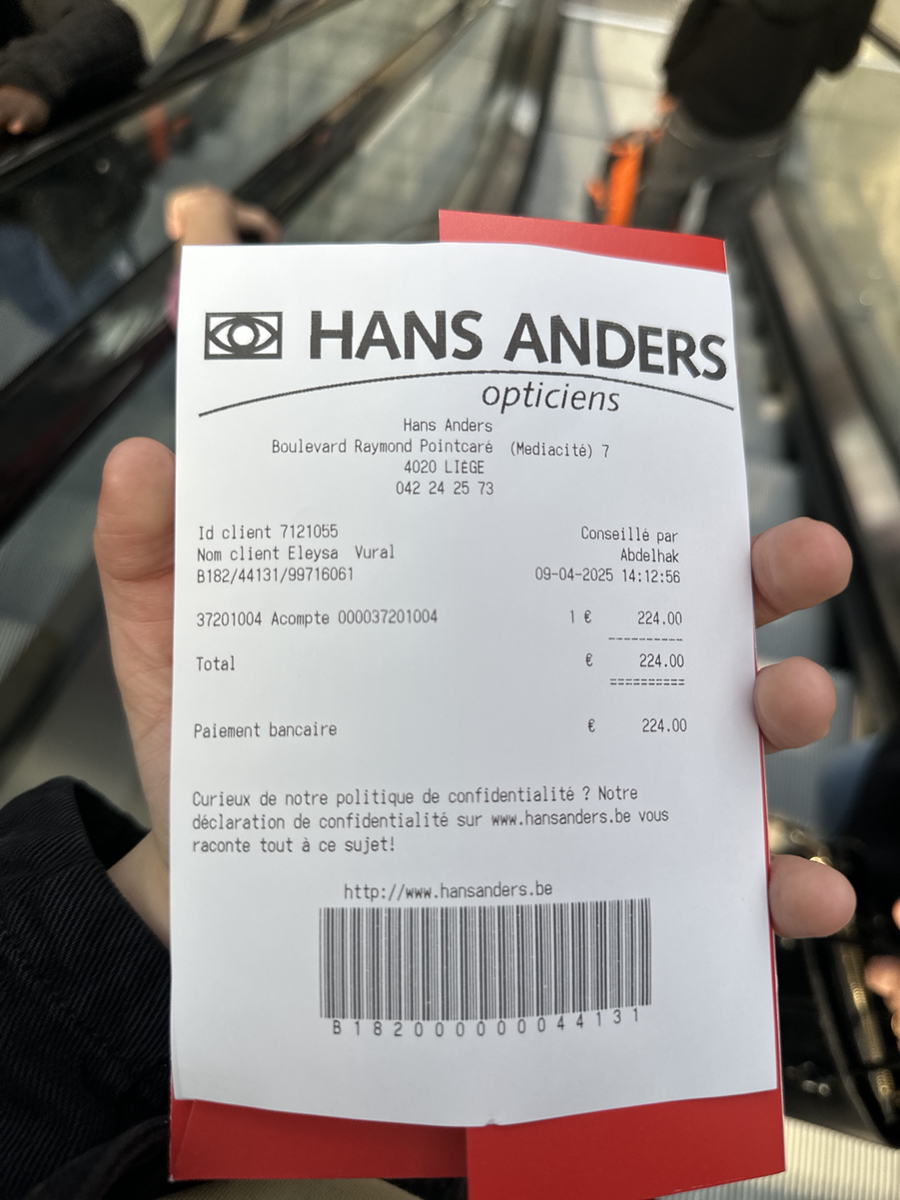 HANS ANDERS
opticiens
Hans Anders
Boulevard Raymond Pointcaré (Mediacité) 7
4020 LIÈGE
042 24 25 73
Id client 7121055
Conseillé par
Nom client Eleysa Vural
Abdelhak
B182/44131/99716061
09-04-2025 14:12:56
37201004 Acompte 000037201004 1 € 224.00
----------
Total € 224.00
==========
Paiement bancaire € 224.00
Curieux de notre politique de confidentialité ? Notre
déclaration de confidentialité sur www.hansanders.be vous
raconte tout à ce sujet!
http://www.hansanders.be
B182000000044131